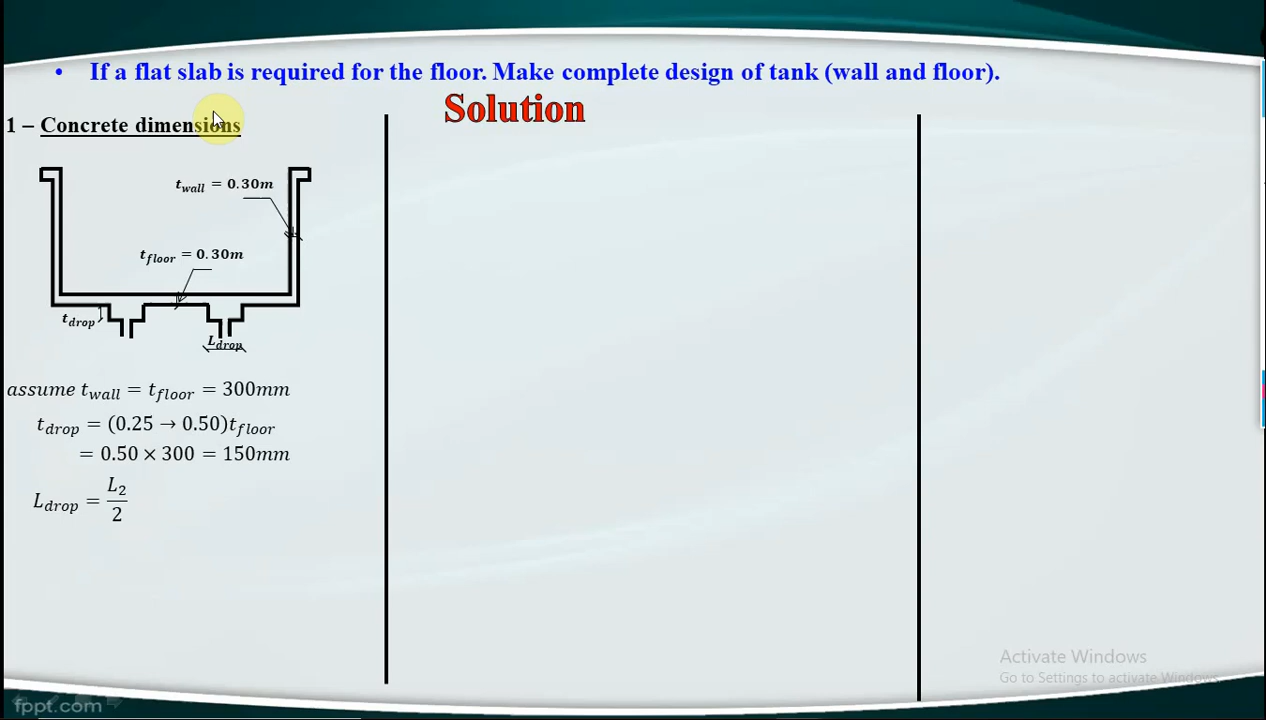 • If a flat slab is required for the floor. Make complete design of tank (wall and floor).
Solution
1 – Concrete dimensions
t_wall = 0.30m
t_floor = 0.30m
t_drop
L_drop
assume t_wall = t_floor = 300mm
t_drop = (0.25 → 0.50)t_floor
= 0.50 × 300 = 150mm
L_drop = L_2/2
Activate Windows
Go to Settings to activate Windows.
fppt.com